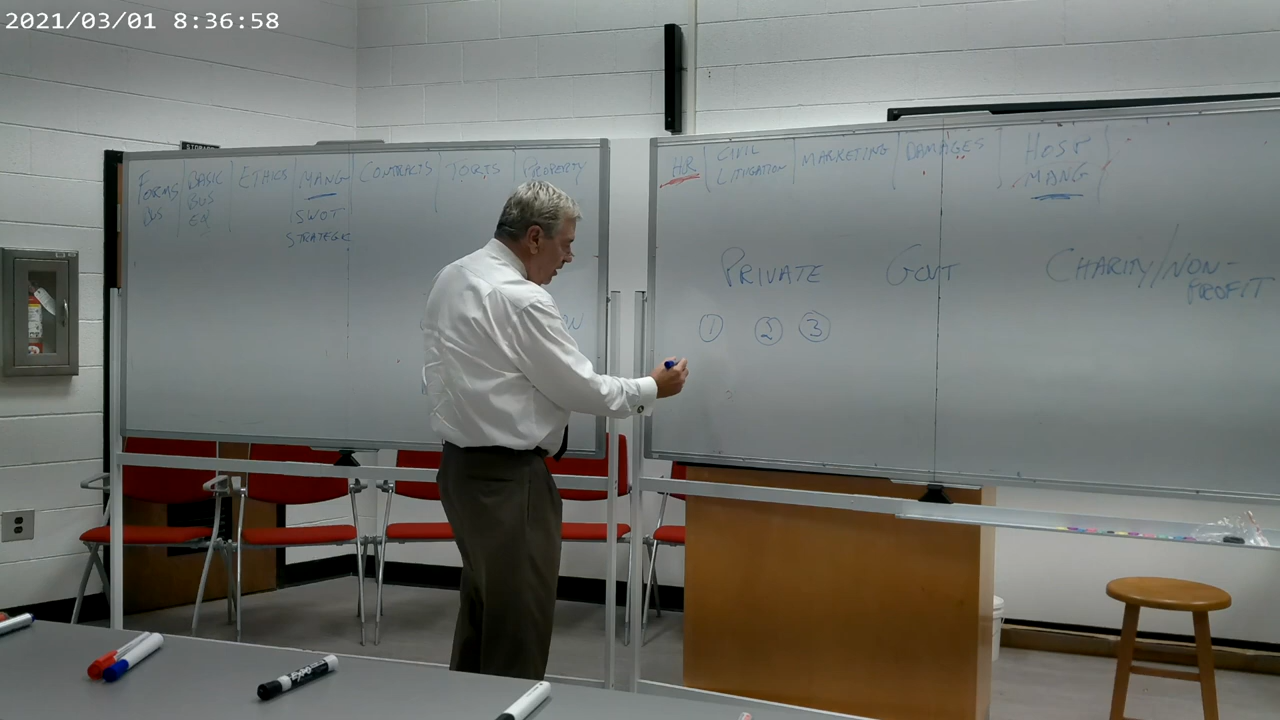 2021/03/01 8:36:58
FORMS BUS
BASIC BUS EN
ETHICS
MANG
SWOT
STRATEGIC
CONTRACTS
TORTS
PROPERTY
W
HR
CIVIL LITIGATION
MARKETING
DAMAGES
HOSP MANG
PRIVATE
GOVT
CHARITY/NON-
PROFIT
1 2 3
EXPO